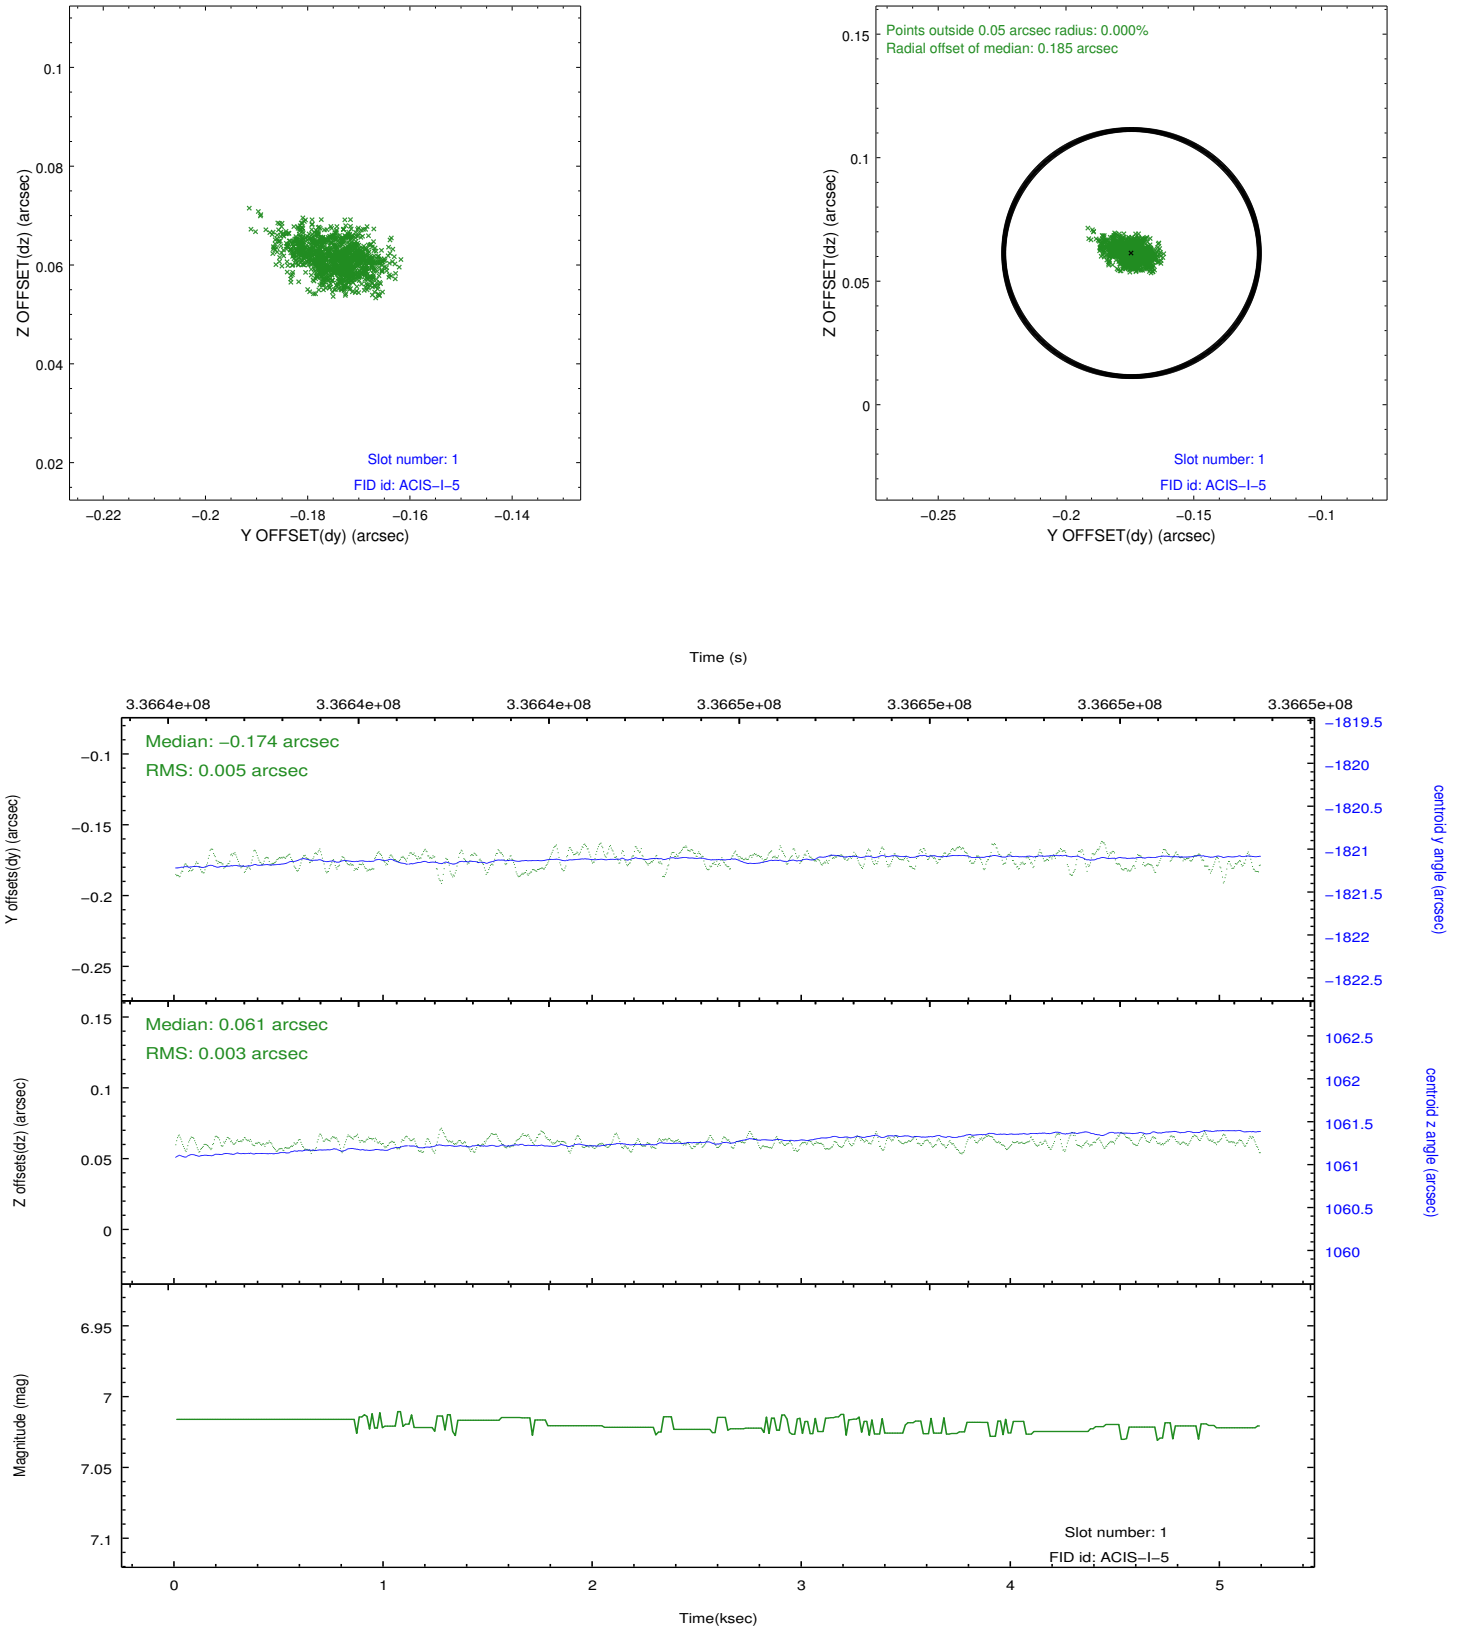 0.1
0.08
0.06
0.04
0.02
Z OFFSET(dz) (arcsec)
Slot number: 1
FID id: ACIS−I−5
−0.22
−0.2
−0.18
−0.16
−0.14
Y OFFSET(dy) (arcsec)
Points outside 0.05 arcsec radius: 0.000%
Radial offset of median: 0.185 arcsec
0.15
0.1
0.05
0
Z OFFSET(dz) (arcsec)
Slot number: 1
FID id: ACIS−I−5
−0.25
−0.2
−0.15
−0.1
Y OFFSET(dy) (arcsec)
Time (s)
3.3664e+08
3.3664e+08
3.3664e+08
3.3665e+08
3.3665e+08
3.3665e+08
3.3665e+08
Median: −0.174 arcsec
RMS: 0.005 arcsec
−0.1
−0.15
−0.2
−0.25
Y offsets(dy) (arcsec)
−1819.5
−1820
−1820.5
−1821
−1821.5
−1822
−1822.5
centroid y angle (arcsec)
Median: 0.061 arcsec
RMS: 0.003 arcsec
0.15
0.1
0.05
0
Z offsets(dz) (arcsec)
1062.5
1062
1061.5
1061
1060.5
1060
centroid z angle (arcsec)
6.95
7
7.05
7.1
Magnitude (mag)
Slot number: 1
FID id: ACIS−I−5
0
1
2
3
4
5
Time(ksec)